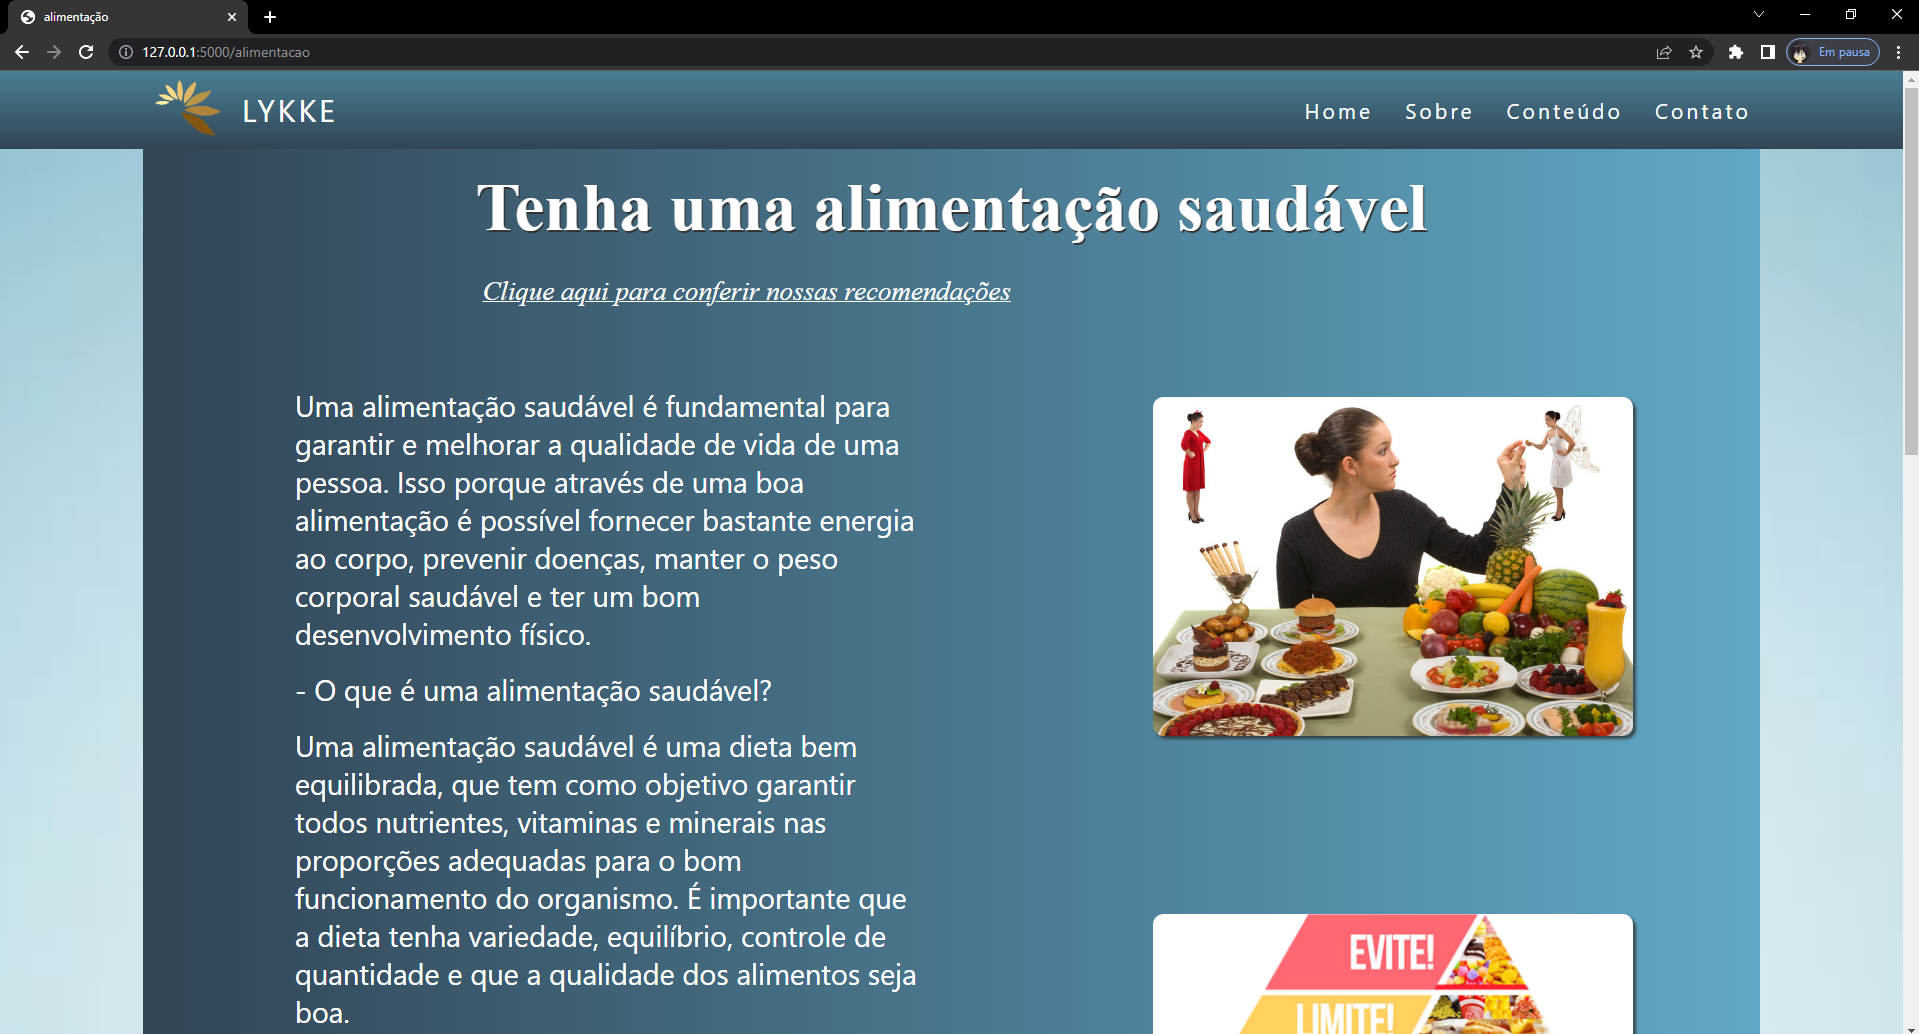 alimentação
127.0.0.1:5000/alimentacao
Em pausa
LYKKE
Home Sobre Conteúdo Contato
Tenha uma alimentação saudável
Clique aqui para conferir nossas recomendações
Uma alimentação saudável é fundamental para
garantir e melhorar a qualidade de vida de uma
pessoa. Isso porque através de uma boa
alimentação é possível fornecer bastante energia
ao corpo, prevenir doenças, manter o peso
corporal saudável e ter um bom
desenvolvimento físico.
- O que é uma alimentação saudável?
Uma alimentação saudável é uma dieta bem
equilibrada, que tem como objetivo garantir
todos nutrientes, vitaminas e minerais nas
proporções adequadas para o bom
funcionamento do organismo. É importante que
a dieta tenha variedade, equilíbrio, controle de
quantidade e que a qualidade dos alimentos seja
boa.
EVITE!
LIMITE!